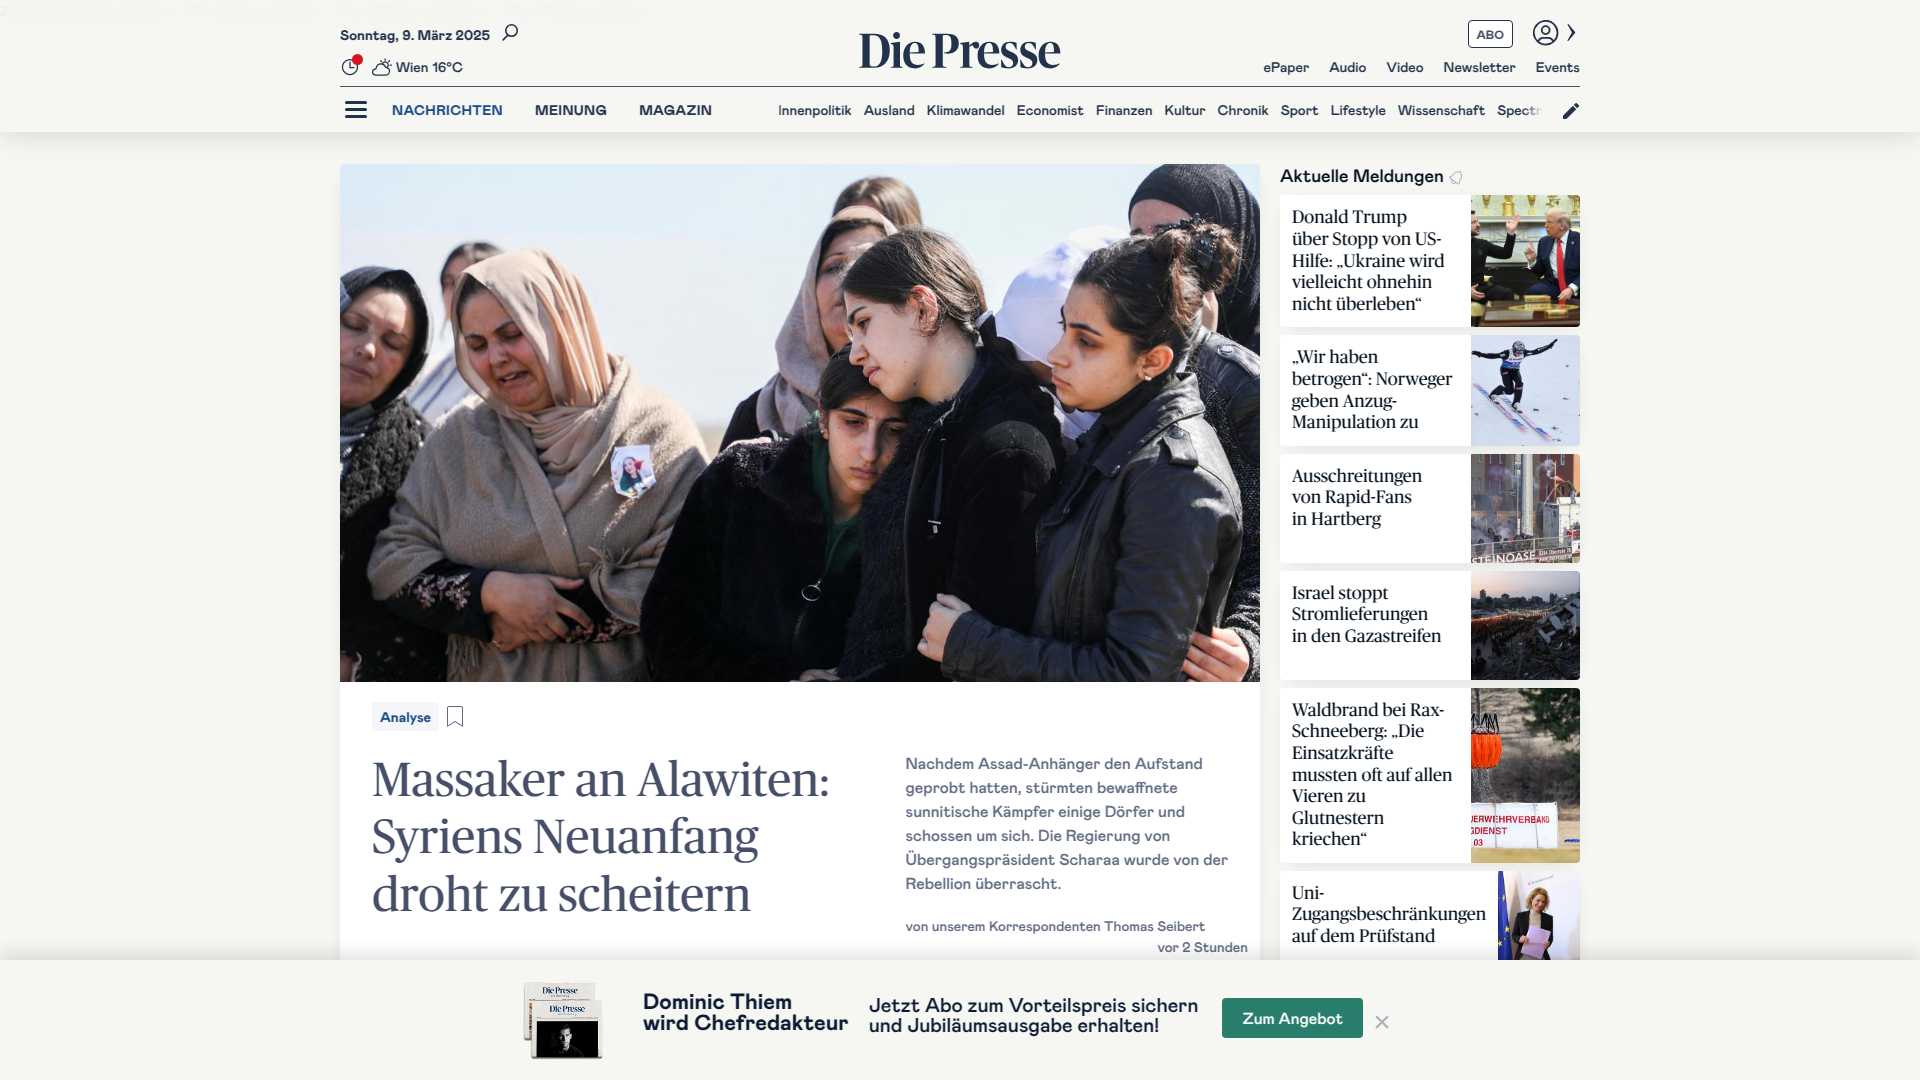 Sonntag, 9. März 2025
Die Presse
ABO
Wien 16°C
ePaper Audio Video Newsletter Events
NACHRICHTEN MEINUNG MAGAZIN
Innenpolitik Ausland Klimawandel Economist Finanzen Kultur Chronik Sport Lifestyle Wissenschaft Spectr
Analyse
Massaker an Alawiten:
Syriens Neuanfang
droht zu scheitern
Nachdem Assad-Anhänger den Aufstand
geprobt hatten, stürmten bewaffnete
sunnitische Kämpfer einige Dörfer und
schossen um sich. Die Regierung von
Übergangspräsident Scharaa wurde von der
Rebellion überrascht.
von unserem Korrespondenten Thomas Seibert
vor 2 Stunden
Aktuelle Meldungen
Donald Trump
über Stopp von US-
Hilfe: „Ukraine wird
vielleicht ohnehin
nicht überleben“
„Wir haben
betrogen“: Norweger
geben Anzug-
Manipulation zu
Ausschreitungen
von Rapid-Fans
in Hartberg
STEINOASE
Israel stoppt
Stromlieferungen
in den Gazastreifen
Waldbrand bei Rax-
Schneeberg: „Die
Einsatzkräfte
mussten oft auf allen
Vieren zu
Glutnestern
kriechen“
UERWEHRVERBAND
GDIENST
03
Uni-
Zugangsbeschränkungen
auf dem Prüfstand
Die Presse
Die Presse
Dominic Thiem
wird Chefredakteur
Jetzt Abo zum Vorteilspreis sichern
und Jubiläumsausgabe erhalten!
Zum Angebot